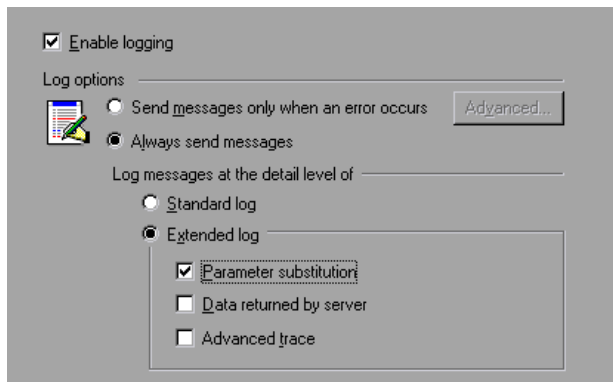 Enable logging
Log options
Send messages only when an error occurs Advanced...
Always send messages
Log messages at the detail level of
Standard log
Extended log
Parameter substitution
Data returned by server
Advanced trace